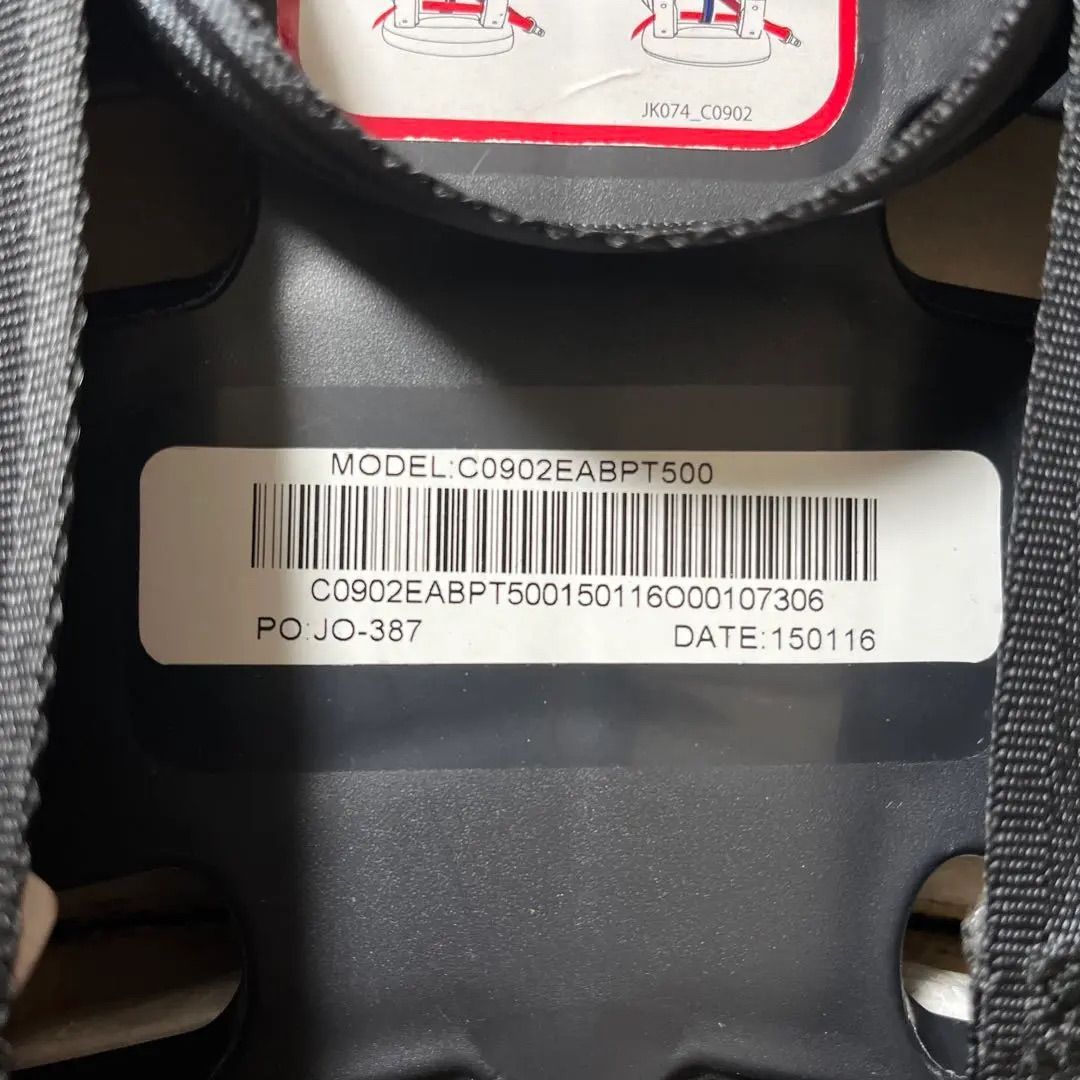 JK074_C0902
MODEL:C0902EABPT500
C0902EABPT500150116O00107306
PO:JO-387
DATE:150116